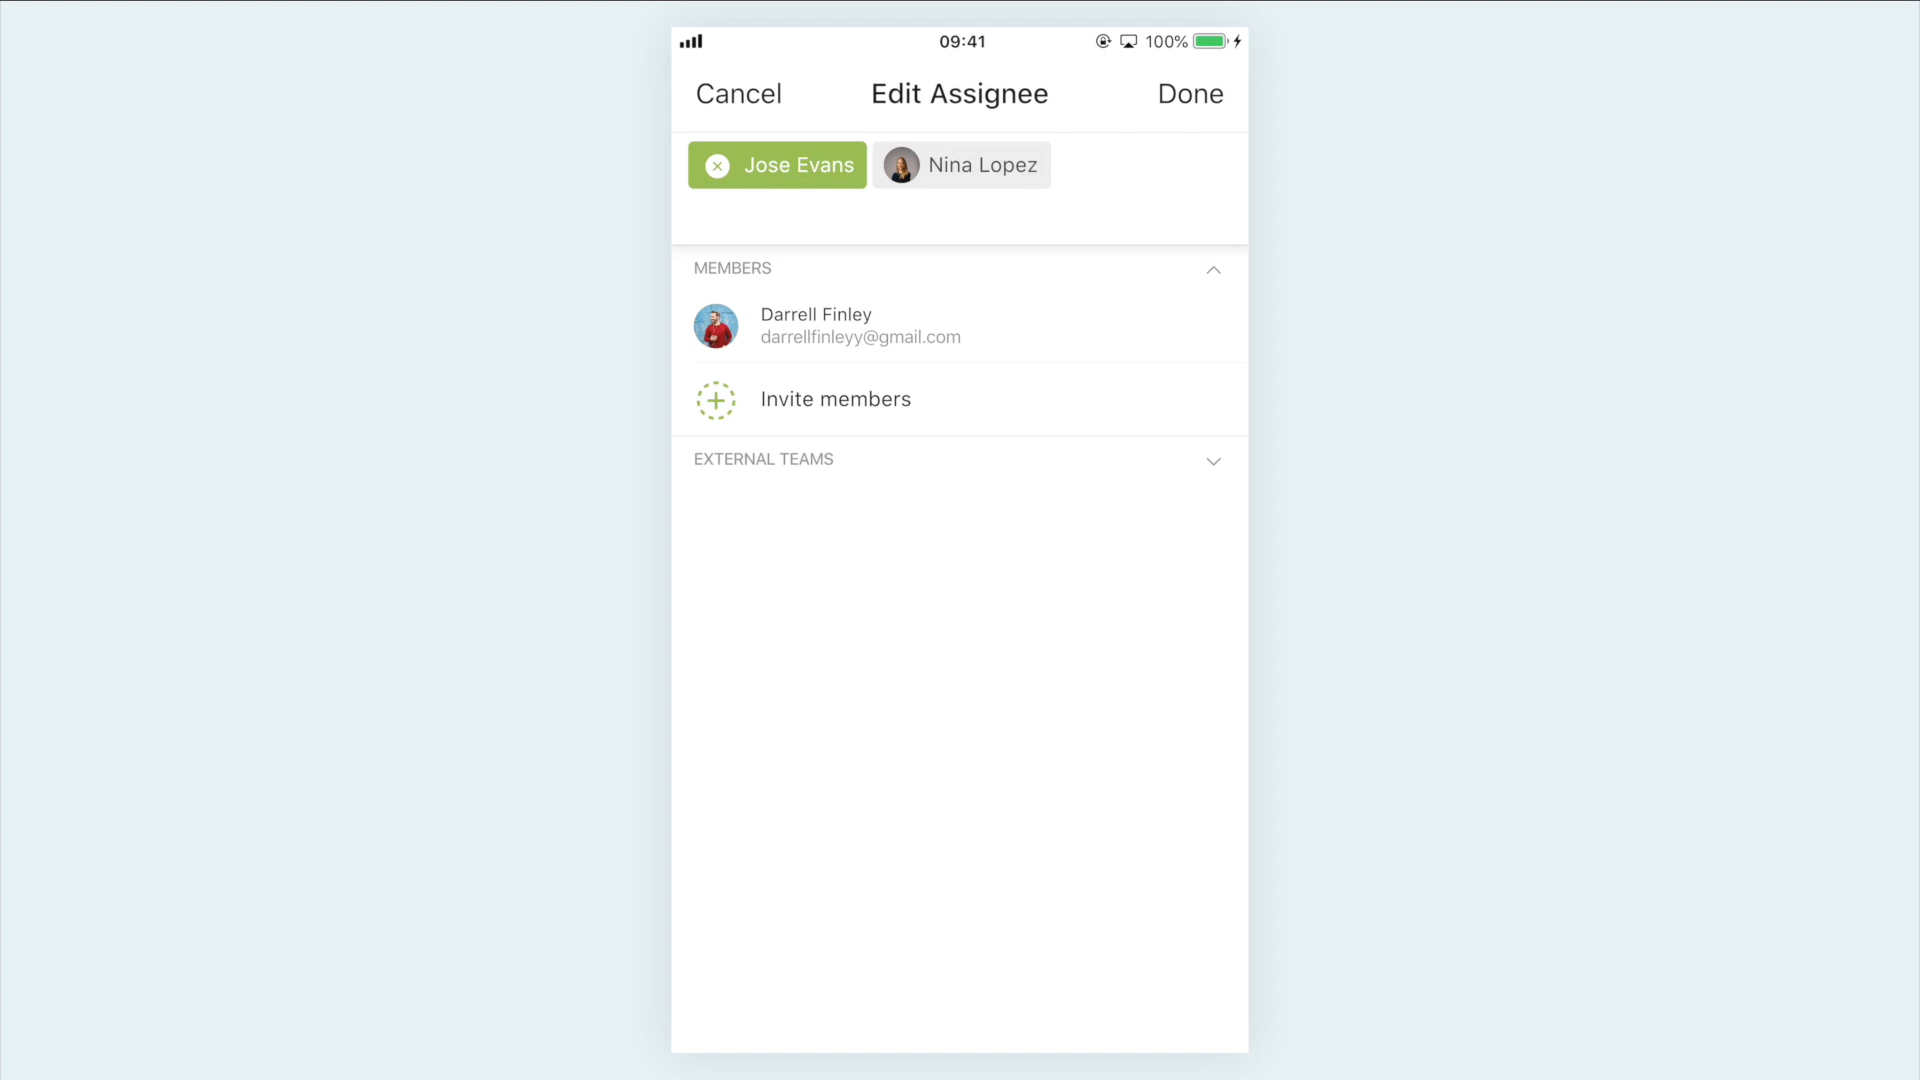 09:41 100%
Cancel Edit Assignee Done
Jose Evans Nina Lopez
MEMBERS
Darrell Finley
darrellfinleyy@gmail.com
Invite members
EXTERNAL TEAMS